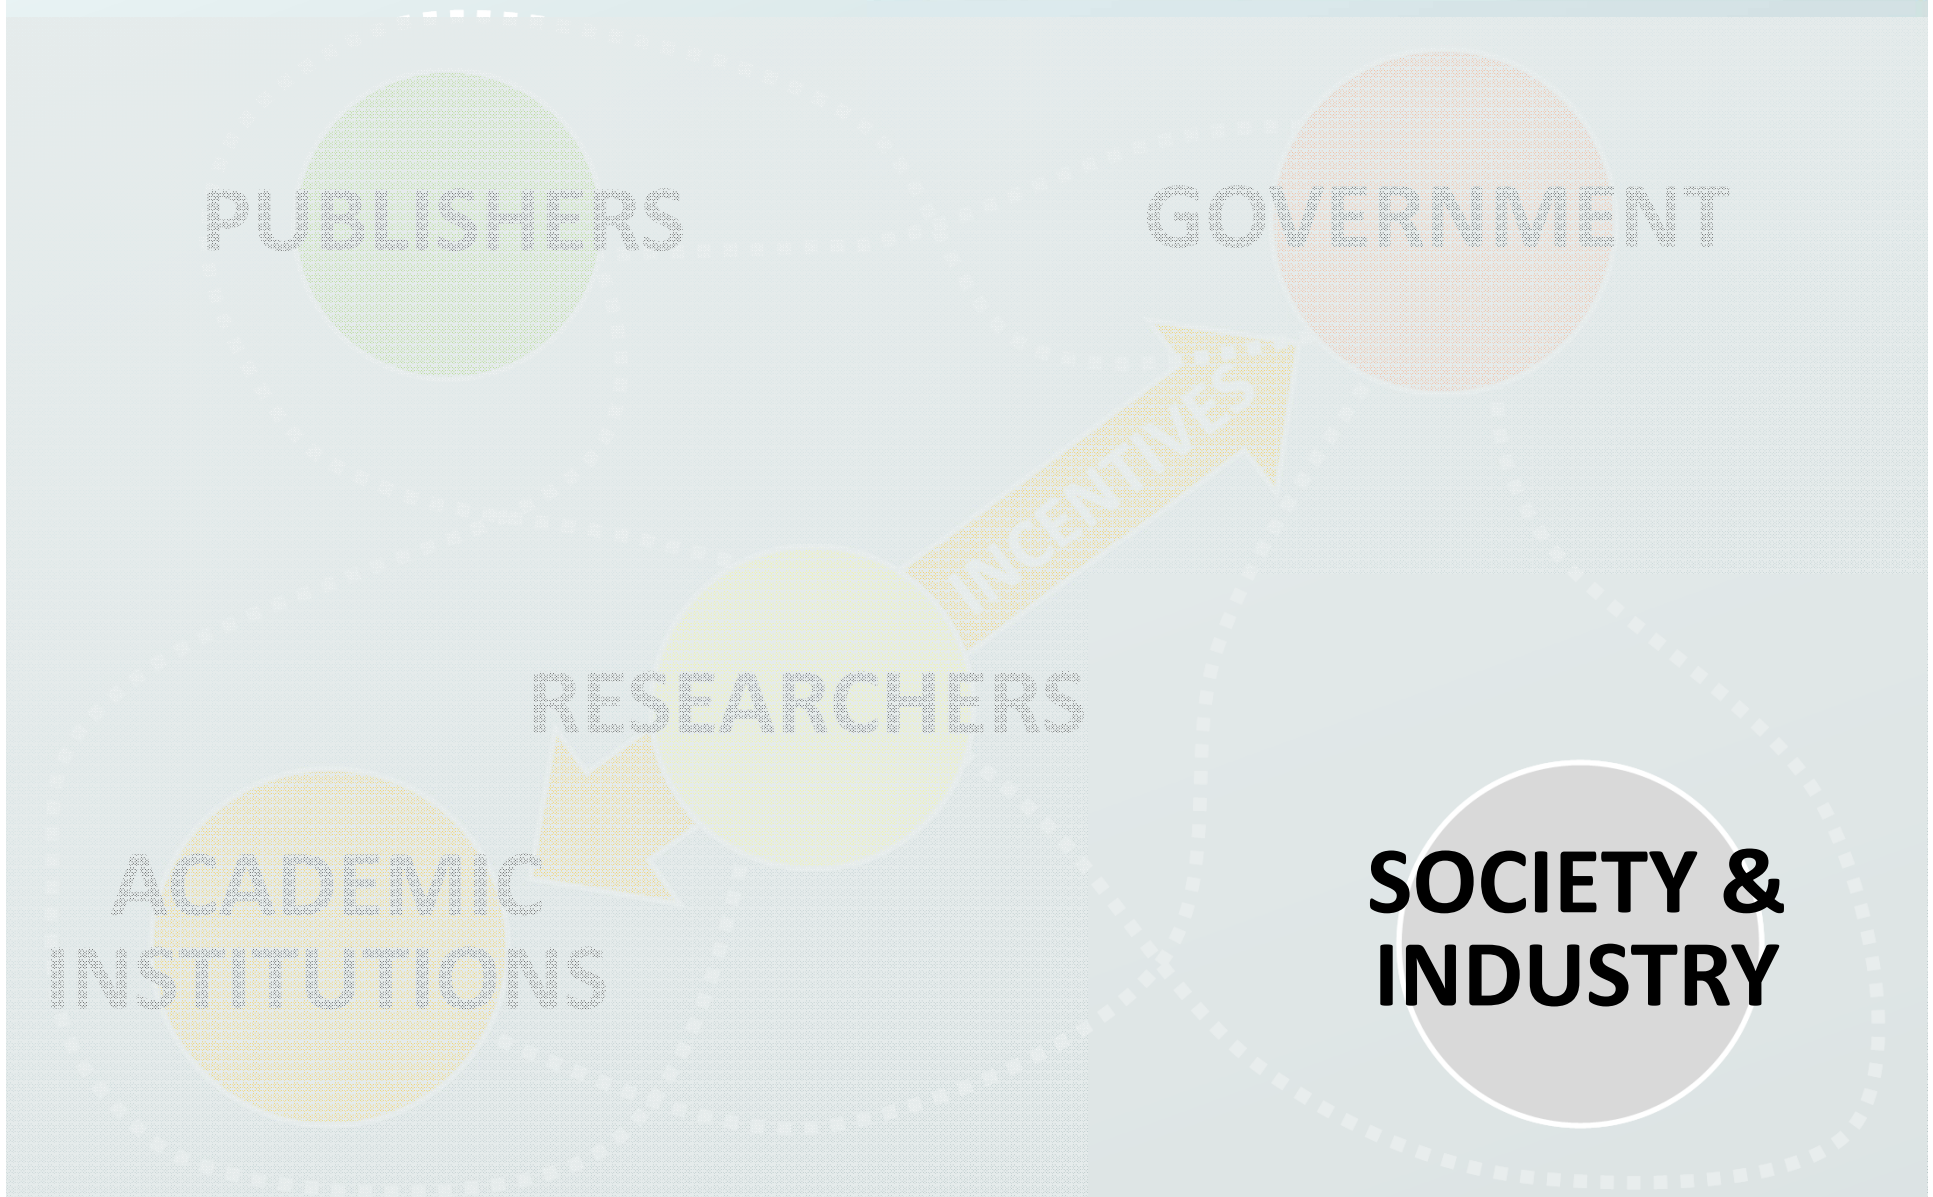 PUBLISHERS
GOVERNMENT
INCENTIVES
RESEARCHERS
ACADEMIC
INSTITUTIONS
SOCIETY &
INDUSTRY